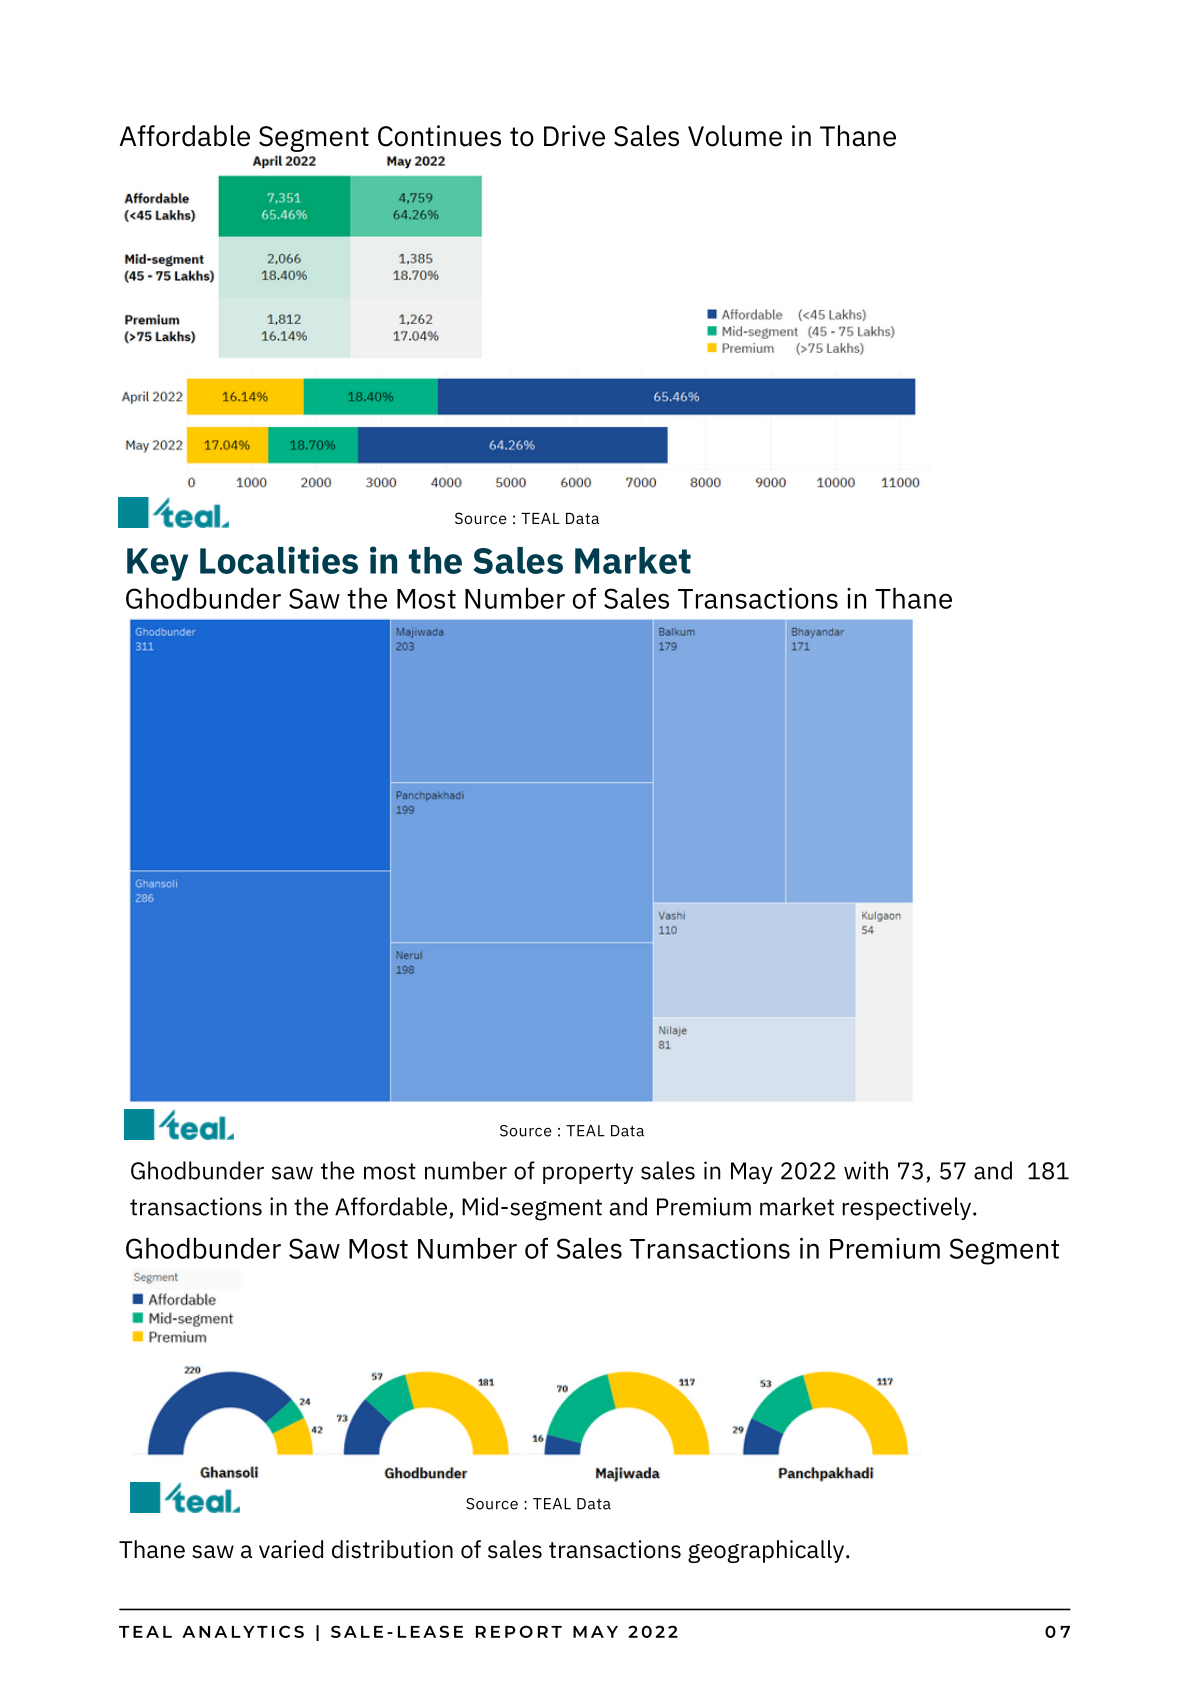 Affordable Segment Continues to Drive Sales Volume in Thane
April 2022 May 2022
Affordable
(<45 Lakhs)
7,351
65.46%
4,759
64.26%
Mid-segment
(45 - 75 Lakhs)
2,066
18.40%
1,385
18.70%
Premium
(>75 Lakhs)
1,812
16.14%
1,262
17.04%
Affordable (<45 Lakhs)
Mid-segment (45 - 75 Lakhs)
Premium (>75 Lakhs)
April 2022 16.14% 18.40% 65.46%
May 2022 17.04% 18.70% 64.26%
0 1000 2000 3000 4000 5000 6000 7000 8000 9000 10000 11000
teal.
Source : TEAL Data
Key Localities in the Sales Market
Ghodbunder Saw the Most Number of Sales Transactions in Thane
Ghodbunder
311
Majiwada
203
Balkum
179
Bhayandar
171
Panchpakhadi
199
Ghansoli
286
Vashi
110
Kulgaon
54
Nerul
198
Nilaje
81
teal.
Source : TEAL Data
Ghodbunder saw the most number of property sales in May 2022 with 73, 57 and 181
transactions in the Affordable, Mid-segment and Premium market respectively.
Ghodbunder Saw Most Number of Sales Transactions in Premium Segment
Segment
Affordable
Mid-segment
Premium
220
24
42
Ghansoli
73
57
181
Ghodbunder
16
70
117
Majiwada
29
53
117
Panchpakhadi
teal.
Source : TEAL Data
Thane saw a varied distribution of sales transactions geographically.
TEAL ANALYTICS | SALE-LEASE REPORT MAY 2022 07